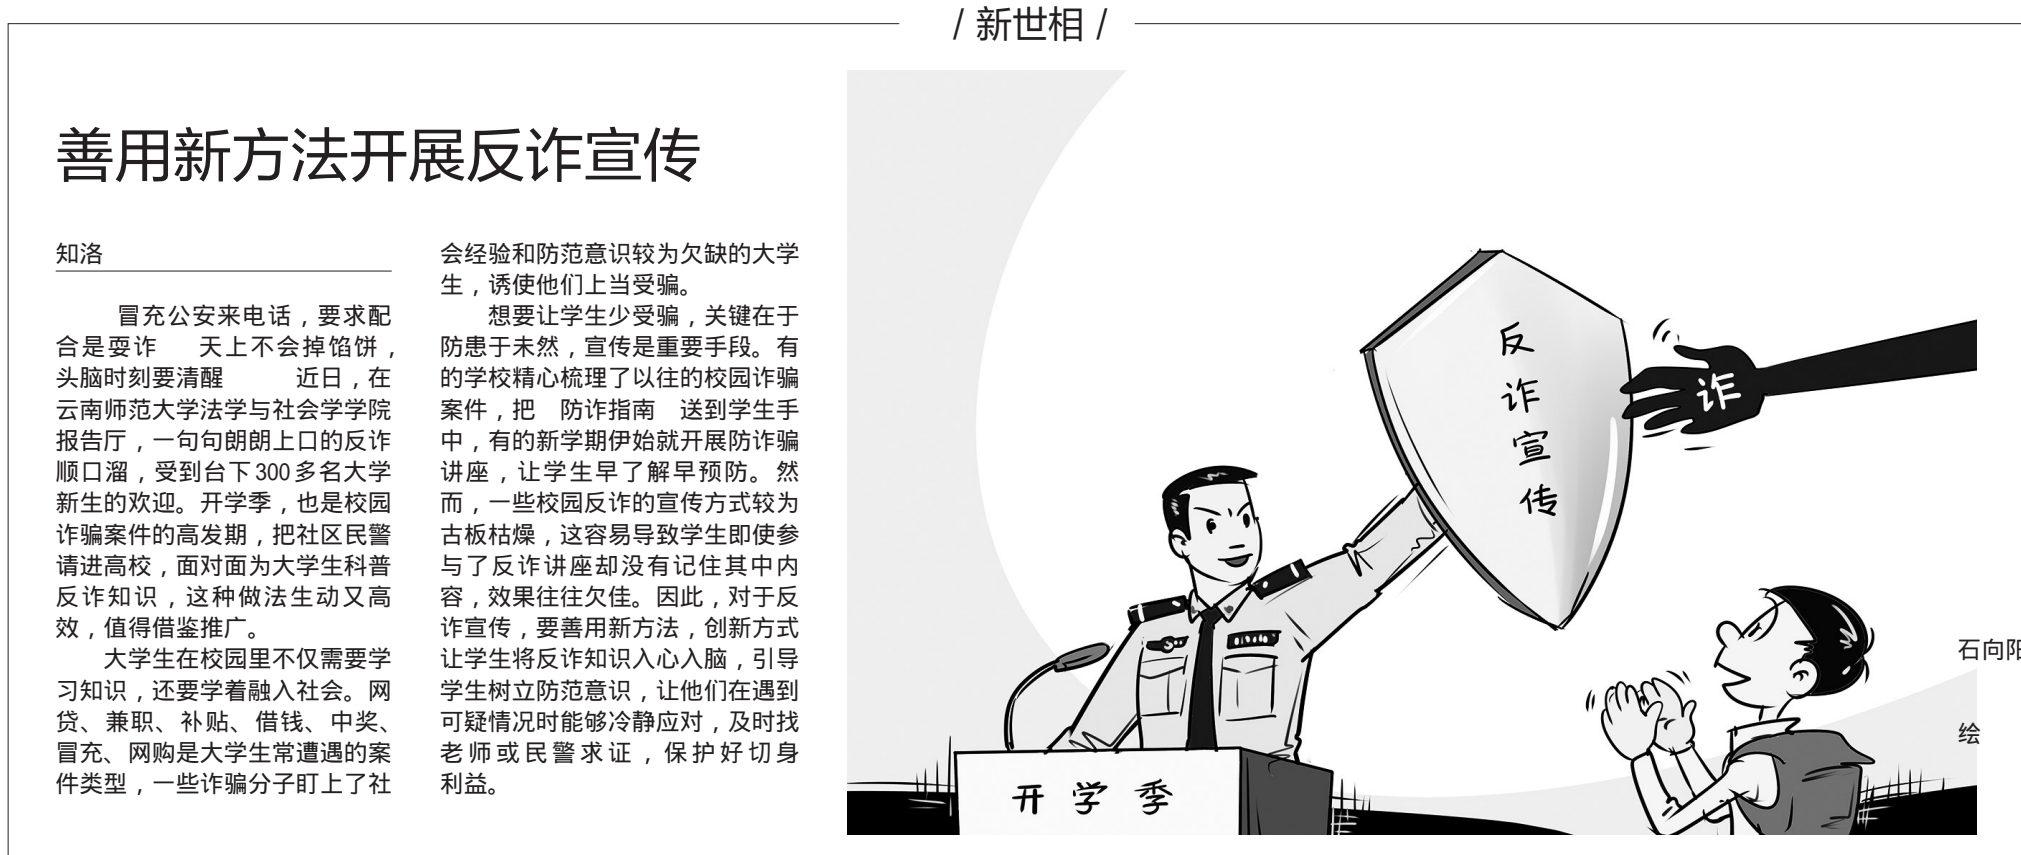 / 新世相 /
善用新方法开展反诈宣传
知洛
冒充公安来电话，要求配
合是耍诈 天上不会掉馅饼，
头脑时刻要清醒 近日，在
云南师范大学法学与社会学学院
报告厅，一句句朗朗上口的反诈
顺口溜，受到台下300多名大学
新生的欢迎。开学季，也是校园
诈骗案件的高发期，把社区民警
请进高校，面对面为大学生科普
反诈知识，这种做法生动又高
效，值得借鉴推广。
大学生在校园里不仅需要学
习知识，还要学着融入社会。网
贷、兼职、补贴、借钱、中奖、
冒充、网购是大学生常遭遇的案
件类型，一些诈骗分子盯上了社
会经验和防范意识较为欠缺的大学
生，诱使他们上当受骗。
想要让学生少受骗，关键在于
防患于未然，宣传是重要手段。有
的学校精心梳理了以往的校园诈骗
案件，把 防诈指南 送到学生手
中，有的新学期伊始就开展防诈骗
讲座，让学生早了解早预防。然
而，一些校园反诈的宣传方式较为
古板枯燥，这容易导致学生即使参
与了反诈讲座却没有记住其中内
容，效果往往欠佳。因此，对于反
诈宣传，要善用新方法，创新方式
让学生将反诈知识入心入脑，引导
学生树立防范意识，让他们在遇到
可疑情况时能够冷静应对，及时找
老师或民警求证，保护好切身
利益。
反
诈
宣
传
诈
开学季
石向阳
绘